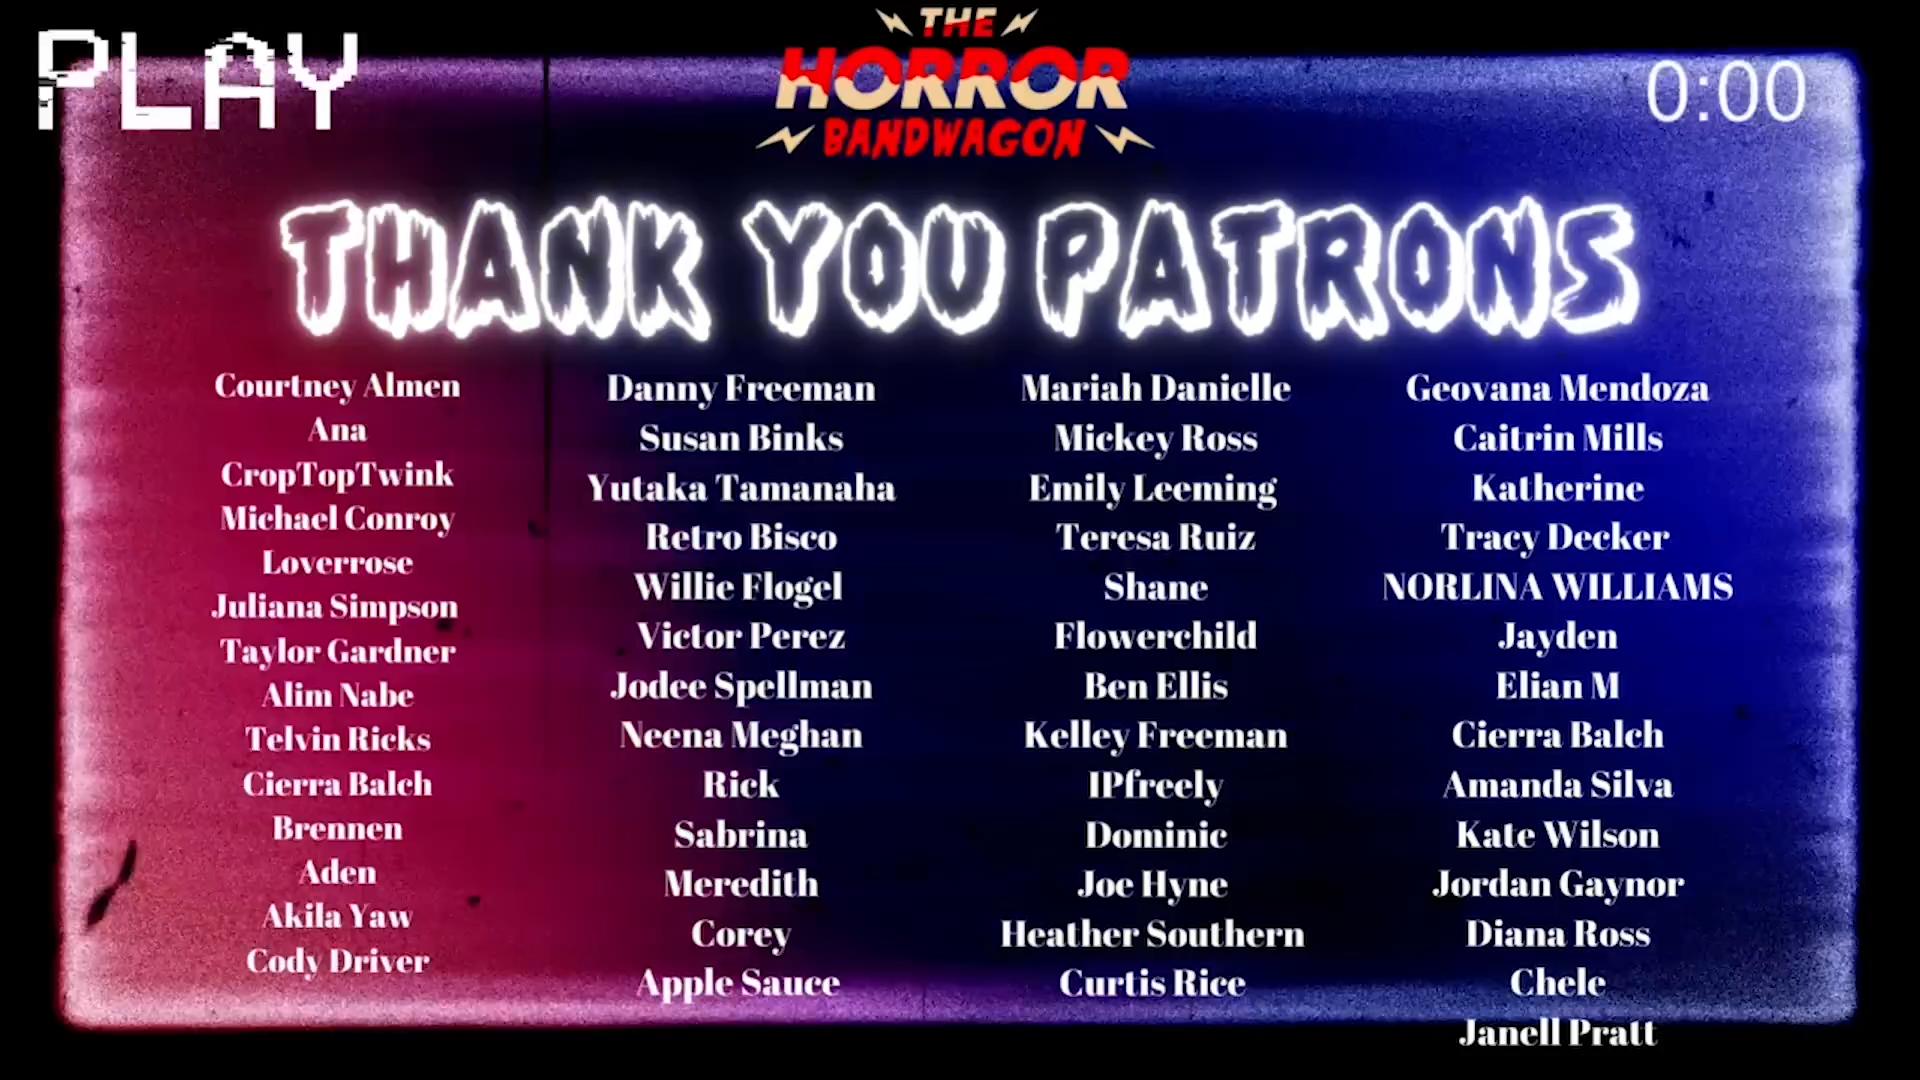 PLAY
THE
HORROR
BANDWAGON
0:00
THANK YOU PATRONS
Courtney Almen
Ana
CropTopTwink
Michael Conroy
Loverrose
Juliana Simpson
Taylor Gardner
Alim Nabe
Telvin Ricks
Cierra Balch
Brennen
Aden
Akila Yaw
Cody Driver
Danny Freeman
Susan Binks
Yutaka Tamanaha
Retro Bisco
Willie Flogel
Victor Perez
Jodee Spellman
Neena Meghan
Rick
Sabrina
Meredith
Corey
Apple Sauce
Mariah Danielle
Mickey Ross
Emily Leeming
Teresa Ruiz
Shane
Flowerchild
Ben Ellis
Kelley Freeman
IPfreely
Dominic
Joe Hyne
Heather Southern
Curtis Rice
Geovana Mendoza
Caitrin Mills
Katherine
Tracy Decker
NORLINA WILLIAMS
Jayden
Elian M
Cierra Balch
Amanda Silva
Kate Wilson
Jordan Gaynor
Diana Ross
Chele
Janell Pratt